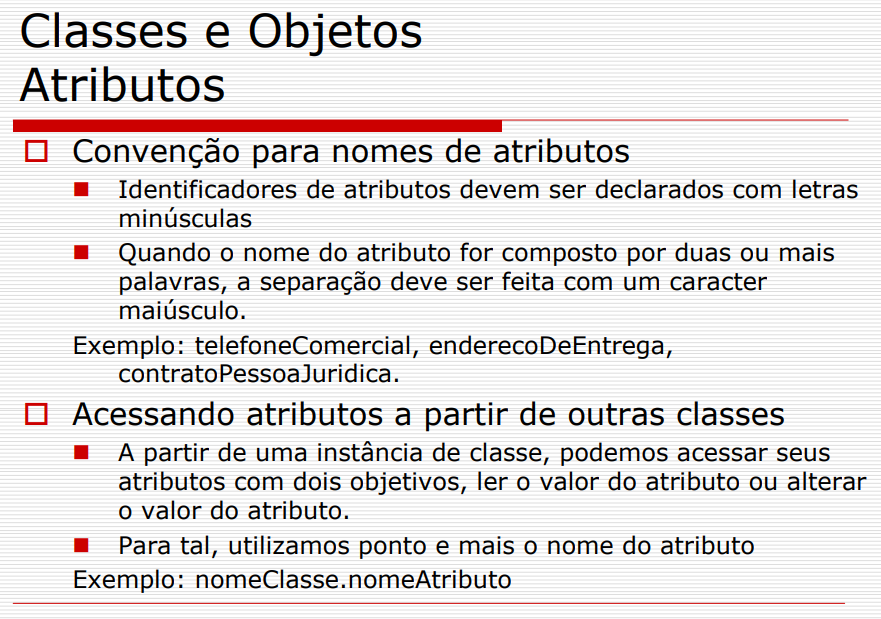 Classes e Objetos
Atributos
Convenção para nomes de atributos
Identificadores de atributos devem ser declarados com letras
minúsculas
Quando o nome do atributo for composto por duas ou mais
palavras, a separação deve ser feita com um caracter
maiúsculo.
Exemplo: telefoneComercial, enderecoDeEntrega,
contratoPessoaJuridica.
Acessando atributos a partir de outras classes
A partir de uma instância de classe, podemos acessar seus
atributos com dois objetivos, ler o valor do atributo ou alterar
o valor do atributo.
Para tal, utilizamos ponto e mais o nome do atributo
Exemplo: nomeClasse.nomeAtributo